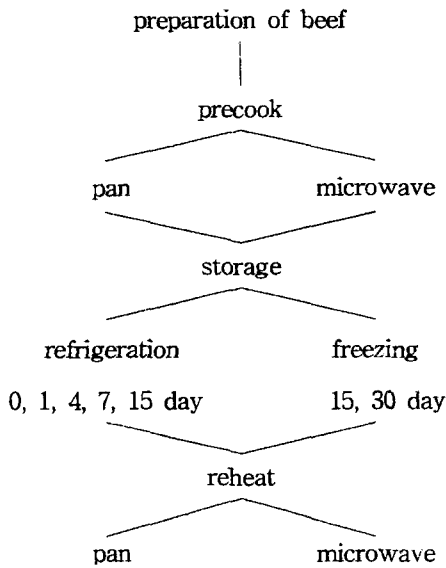 preparation of beef
precook
pan microwave
storage
refrigeration freezing
0, 1, 4, 7, 15 day 15, 30 day
reheat
pan microwave